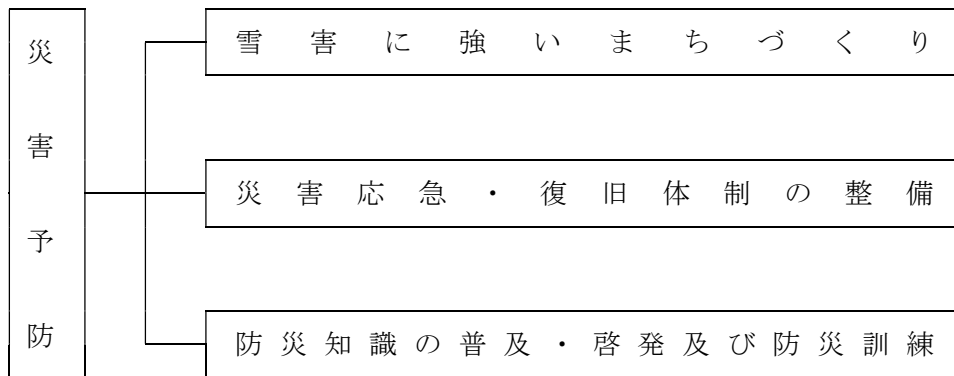 災害予防
雪害に強いまちづくり
災害応急・復旧体制の整備
防災知識の普及・啓発及び防災訓練